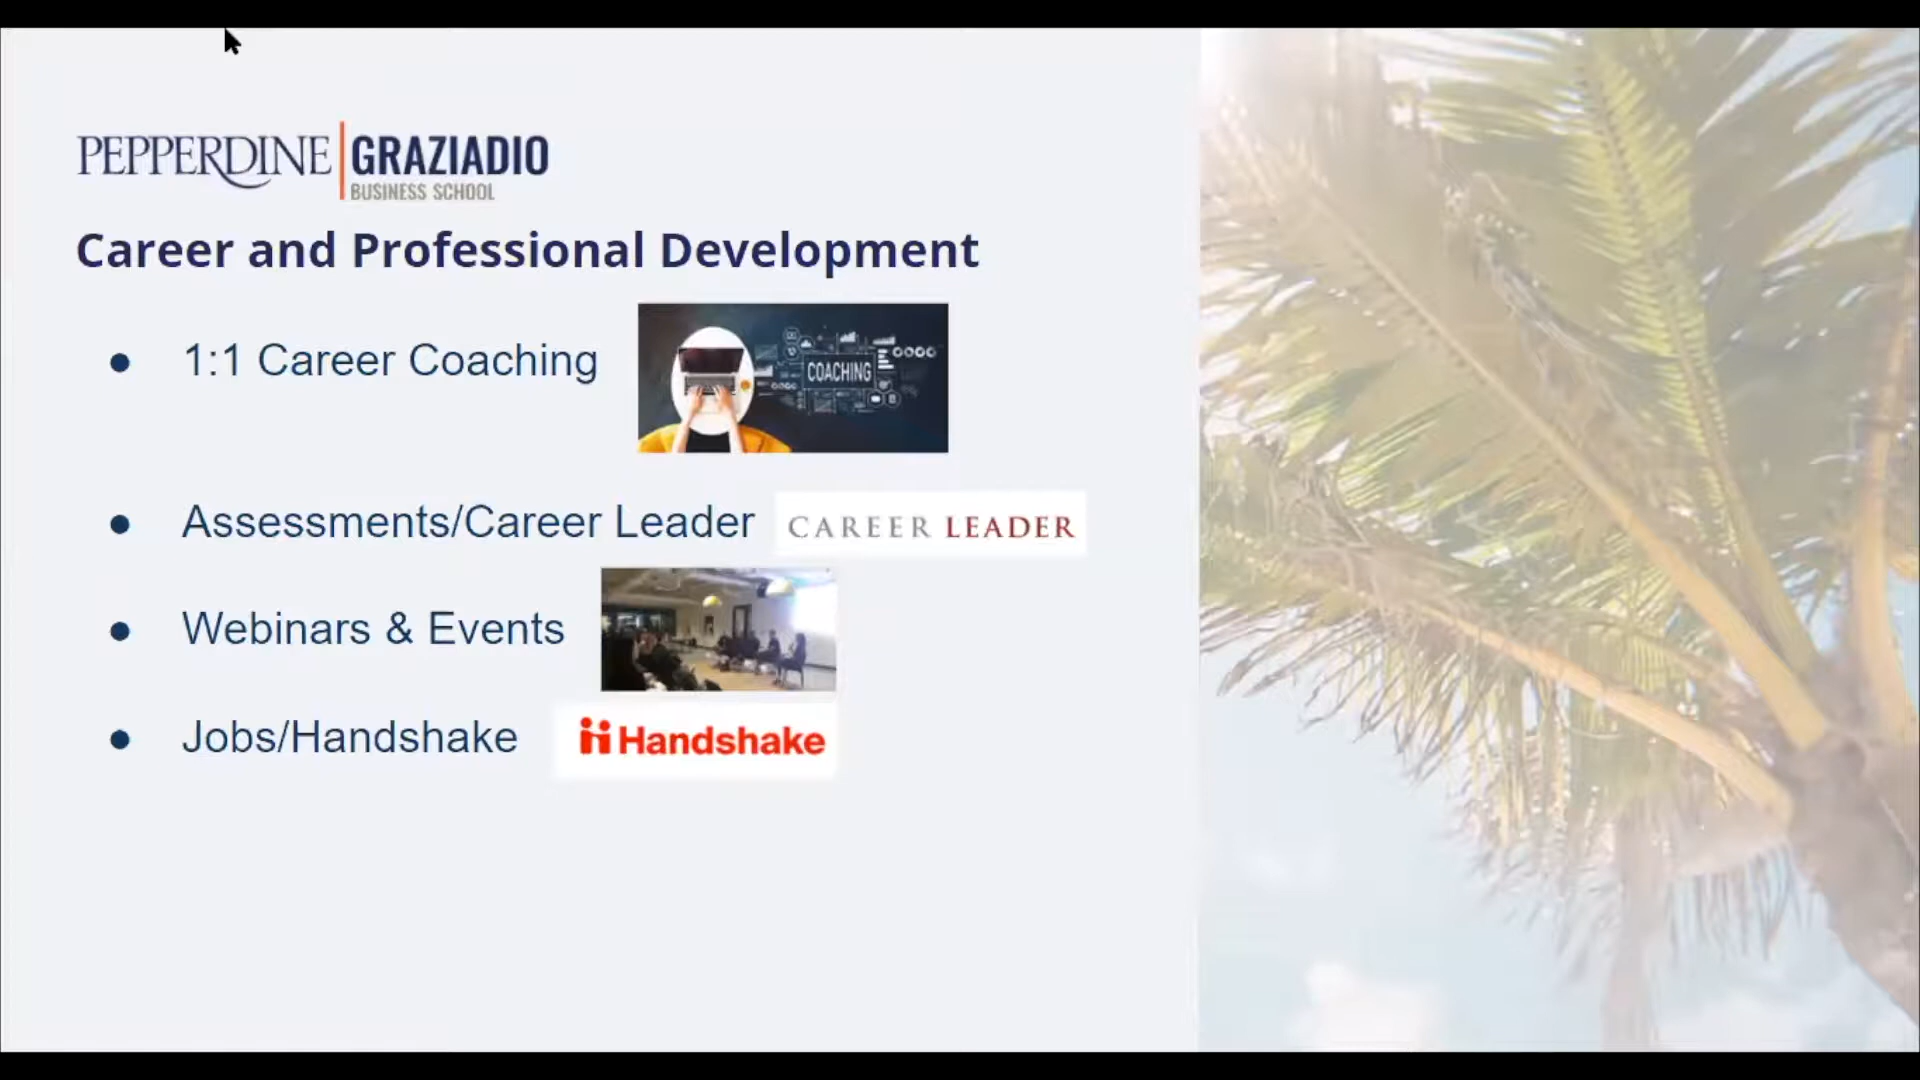 PEPPERDINE GRAZIADIO
BUSINESS SCHOOL
Career and Professional Development
1:1 Career Coaching
COACHING
Assessments/Career Leader
CAREER LEADER
Webinars & Events
Jobs/Handshake
Handshake